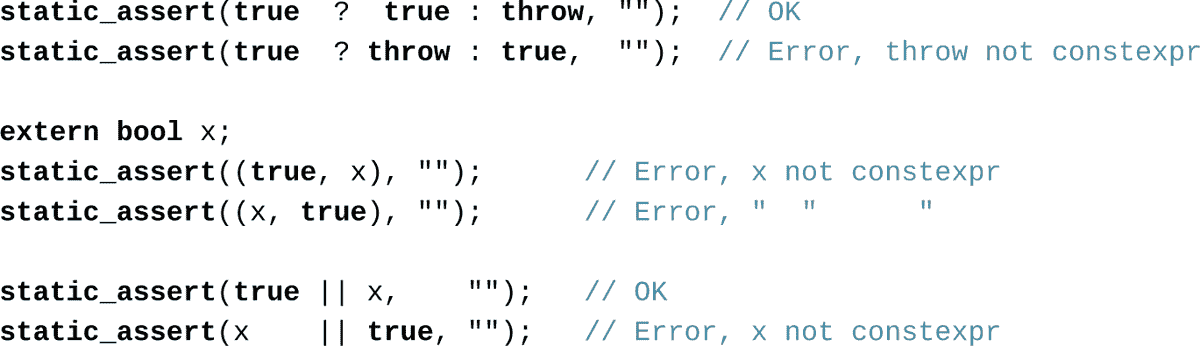 static_assert(true  ?  true : throw, "");  // OK
static_assert(true  ? throw : true,  "");  // Error, throw not constexpr
extern bool x;
static_assert((true, x), "");      // Error, x not constexpr
static_assert((x, true), "");      // Error, "  "      "
static_assert(true || x,    "");   // OK
static_assert(x    || true, "");   // Error, x not constexpr